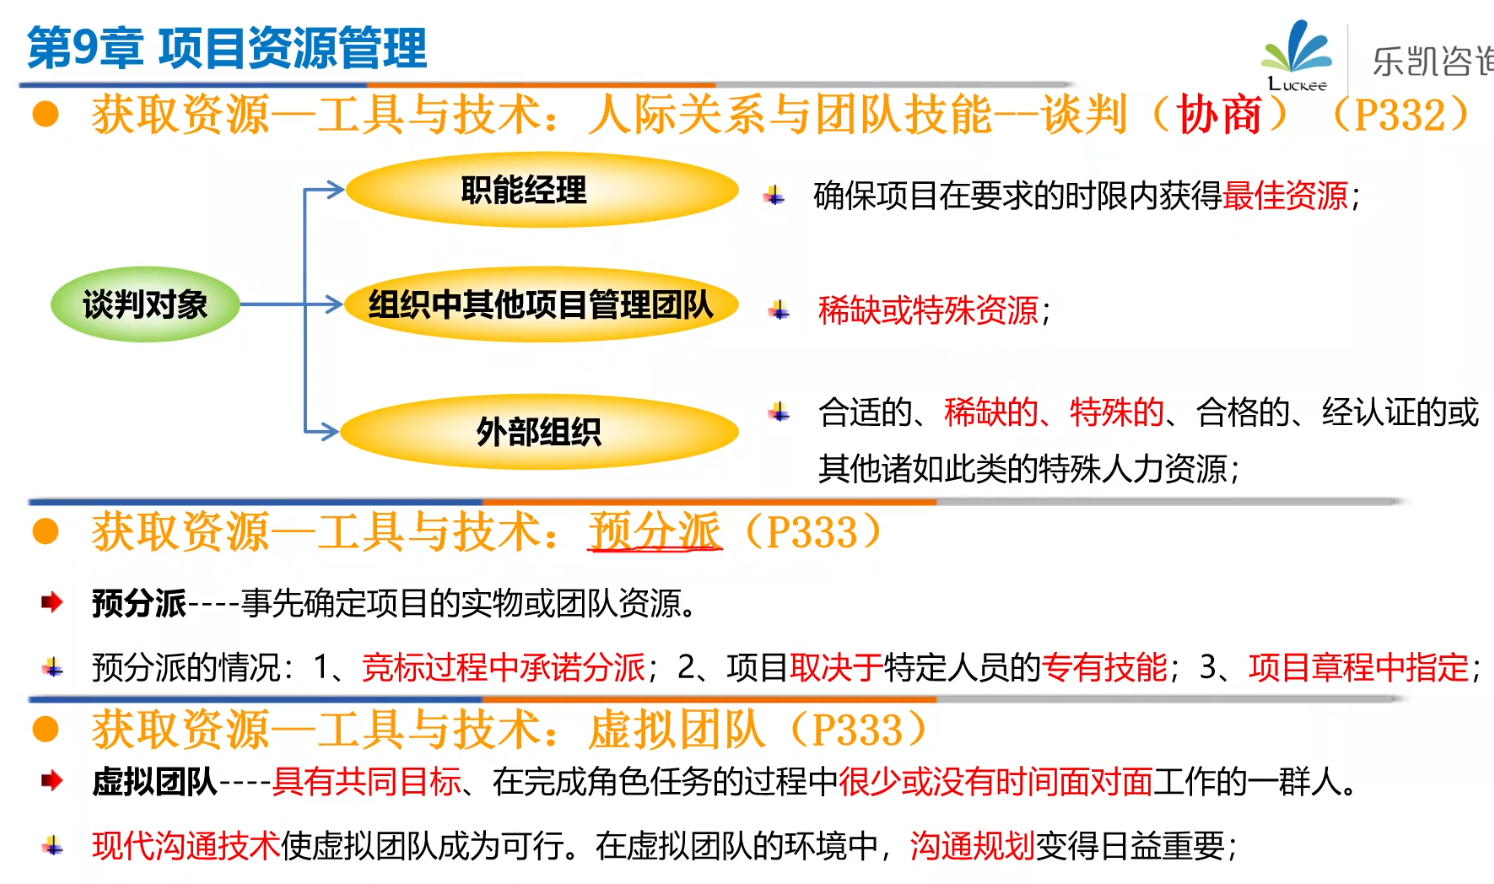 第9章 项目资源管理
Luckee
乐凯咨询
获取资源—工具与技术：人际关系与团队技能--谈判（协商）（P332）
谈判对象
职能经理
确保项目在要求的时限内获得最佳资源；
组织中其他项目管理团队
稀缺或特殊资源；
外部组织
合适的、稀缺的、特殊的、合格的、经认证的或
其他诸如此类的特殊人力资源；
获取资源—工具与技术：预分派（P333）
预分派----事先确定项目的实物或团队资源。
预分派的情况：1、竞标过程中承诺分派；2、项目取决于特定人员的专有技能；3、项目章程中指定；
获取资源—工具与技术：虚拟团队（P333）
虚拟团队----具有共同目标、在完成角色任务的过程中很少或没有时间面对面工作的一群人。
现代沟通技术使虚拟团队成为可行。在虚拟团队的环境中，沟通规划变得日益重要；